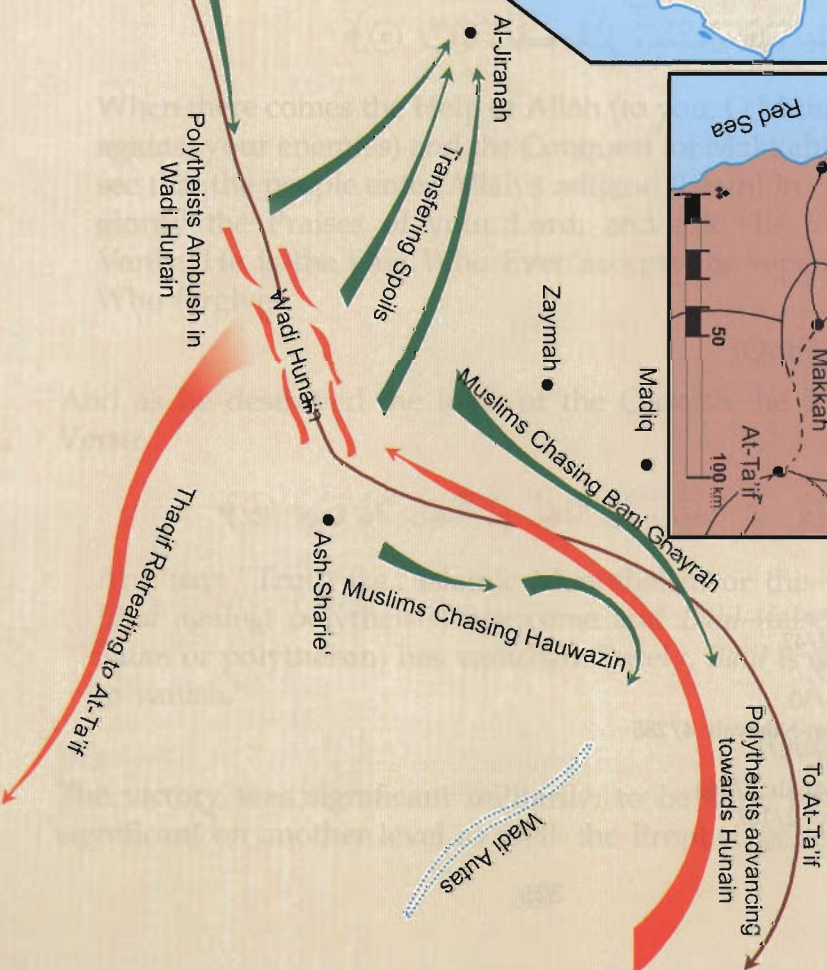 Al-Jiranah
Red Sea
Makkah
At-Ta'if
50
100 km
Transfering Spoils
Polytheists Ambush in
Wadi Hunain
Wadi Hunain
Zaymah
Madiq
Muslims Chasing Bani Ghayrah
Ash-Sharie'
Muslims Chasing Hauwazin
Thaqif Retreating to At-Ta'if
Wadi Autas
Polytheists advancing
towards Hunain
To At-Ta'if